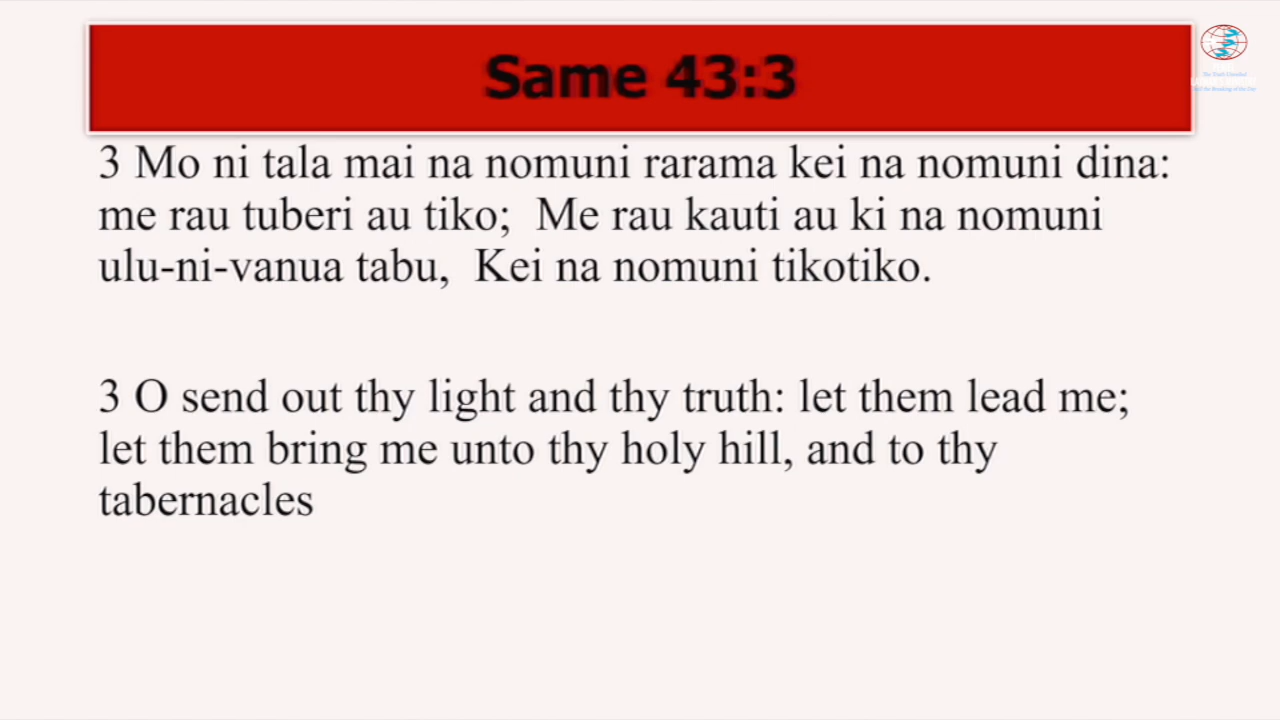 Same 43:3
3 Mo ni tala mai na nomuni rarama kei na nomuni dina:
me rau tuberi au tiko;  Me rau kauti au ki na nomuni
ulu-ni-vanua tabu,  Kei na nomuni tikotiko.
3 O send out thy light and thy truth: let them lead me;
let them bring me unto thy holy hill, and to thy
tabernacles